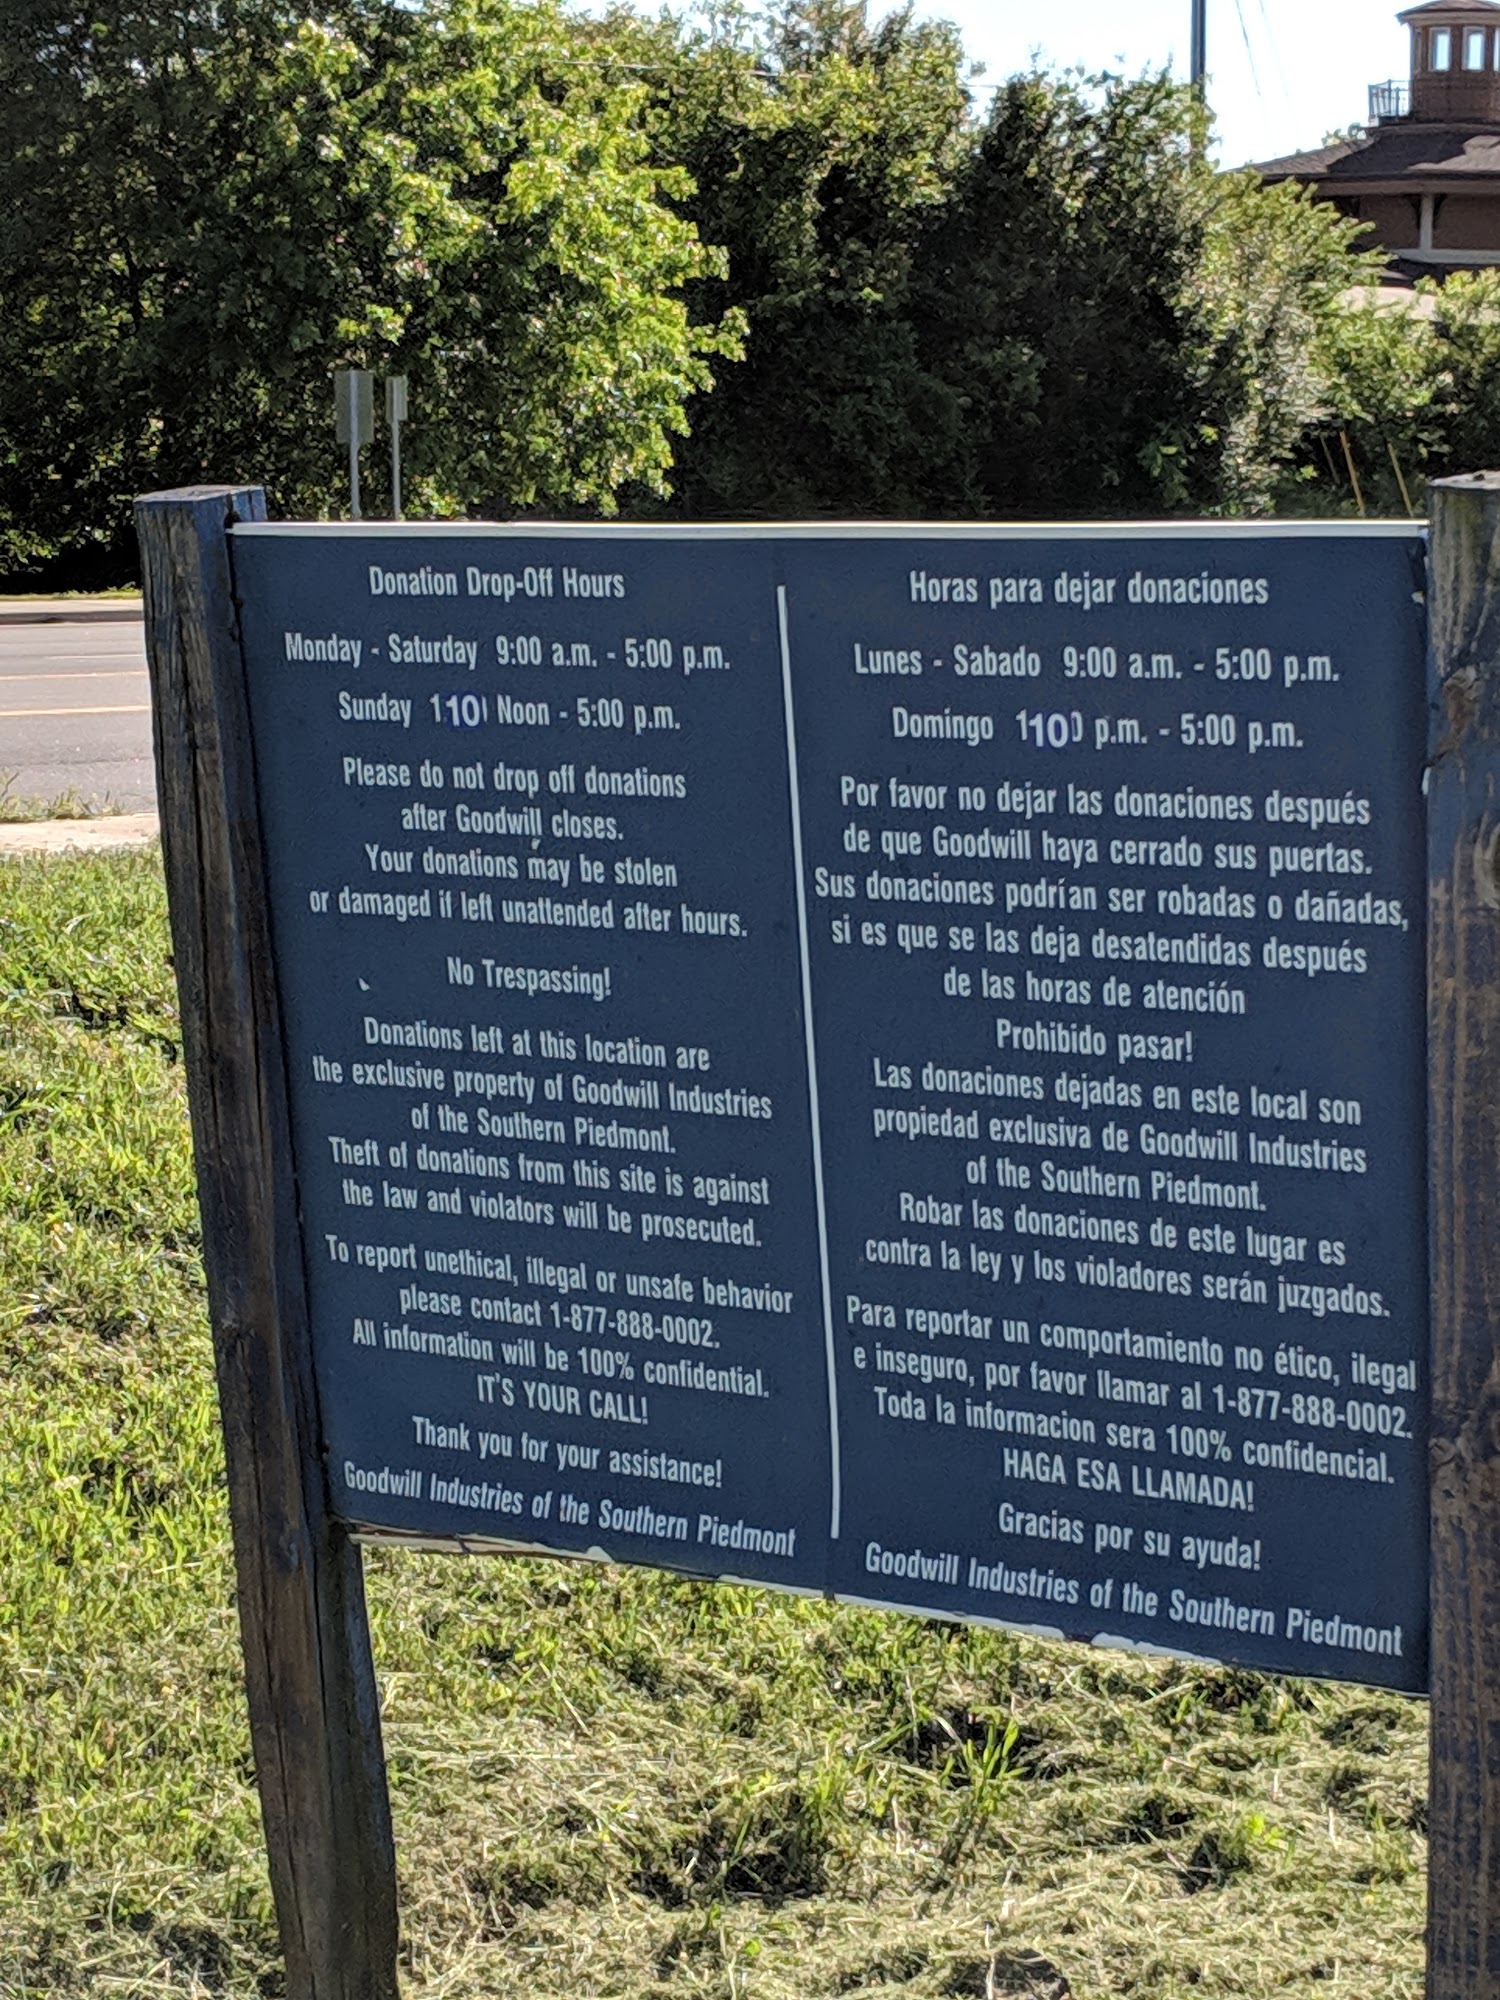 Donation Drop-Off Hours
Monday - Saturday 9:00 a.m. - 5:00 p.m.
Sunday 110 Noon - 5:00 p.m.
Please do not drop off donations
after Goodwill closes.
Your donations may be stolen
or damaged if left unattended after hours.
No Trespassing!
Donations left at this location are
the exclusive property of Goodwill Industries
of the Southern Piedmont.
Theft of donations from this site is against
the law and violators will be prosecuted.
To report unethical, illegal or unsafe behavior
please contact 1-877-888-0002.
All information will be 100% confidential.
IT'S YOUR CALL!
Thank you for your assistance!
Goodwill Industries of the Southern Piedmont
Horas para dejar donaciones
Lunes - Sabado 9:00 a.m. - 5:00 p.m.
Domingo 110 p.m. - 5:00 p.m.
Por favor no dejar las donaciones después
de que Goodwill haya cerrado sus puertas.
Sus donaciones podrían ser robadas o dañadas,
si es que se las deja desatendidas después
de las horas de atención
Prohibido pasar!
Las donaciones dejadas en este local son
propiedad exclusiva de Goodwill Industries
of the Southern Piedmont.
Robar las donaciones de este lugar es
contra la ley y los violadores serán juzgados.
Para reportar un comportamiento no ético, ilegal
e inseguro, por favor llamar al 1-877-888-0002.
Toda la informacion sera 100% confidencial.
HAGA ESA LLAMADA!
Gracias por su ayuda!
Goodwill Industries of the Southern Piedmont